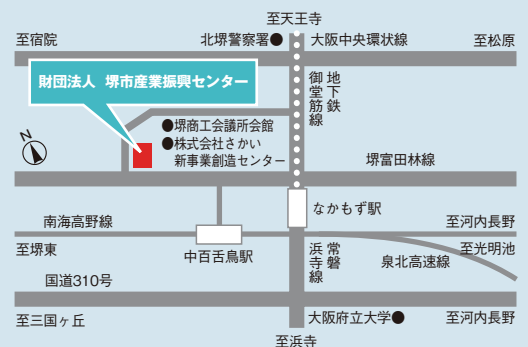 至天王寺
至宿院
北堺警察署●
大阪中央環状線
至松原
財団法人 堺市産業振興センター
地下鉄
御堂筋線
●堺商工会議所会館
●株式会社さかい
新事業創造センター
N
堺富田林線
なかもず駅
南海高野線
至河内長野
至堺東
中百舌鳥駅
常磐
浜寺線
泉北高速線
至光明池
国道310号
至三国ヶ丘
大阪府立大学●
至河内長野
至浜寺